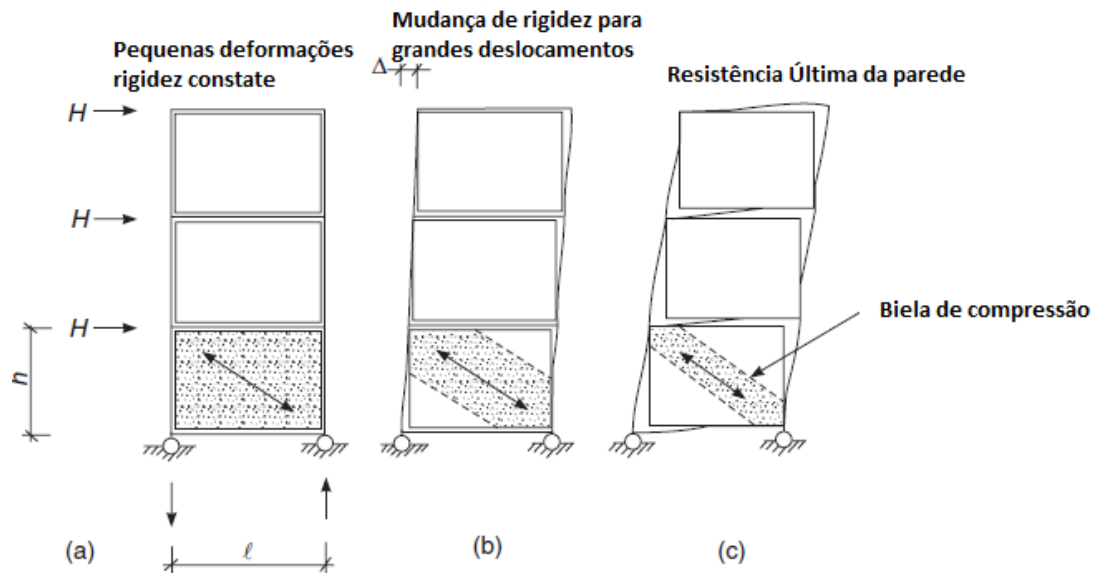 Pequenas deformações
rigidez constate
Mudança de rigidez para
grandes deslocamentos
Δ
Resistência Última da parede
H
H
H
h
Biela de compressão
(a)
ℓ
(b)
(c)